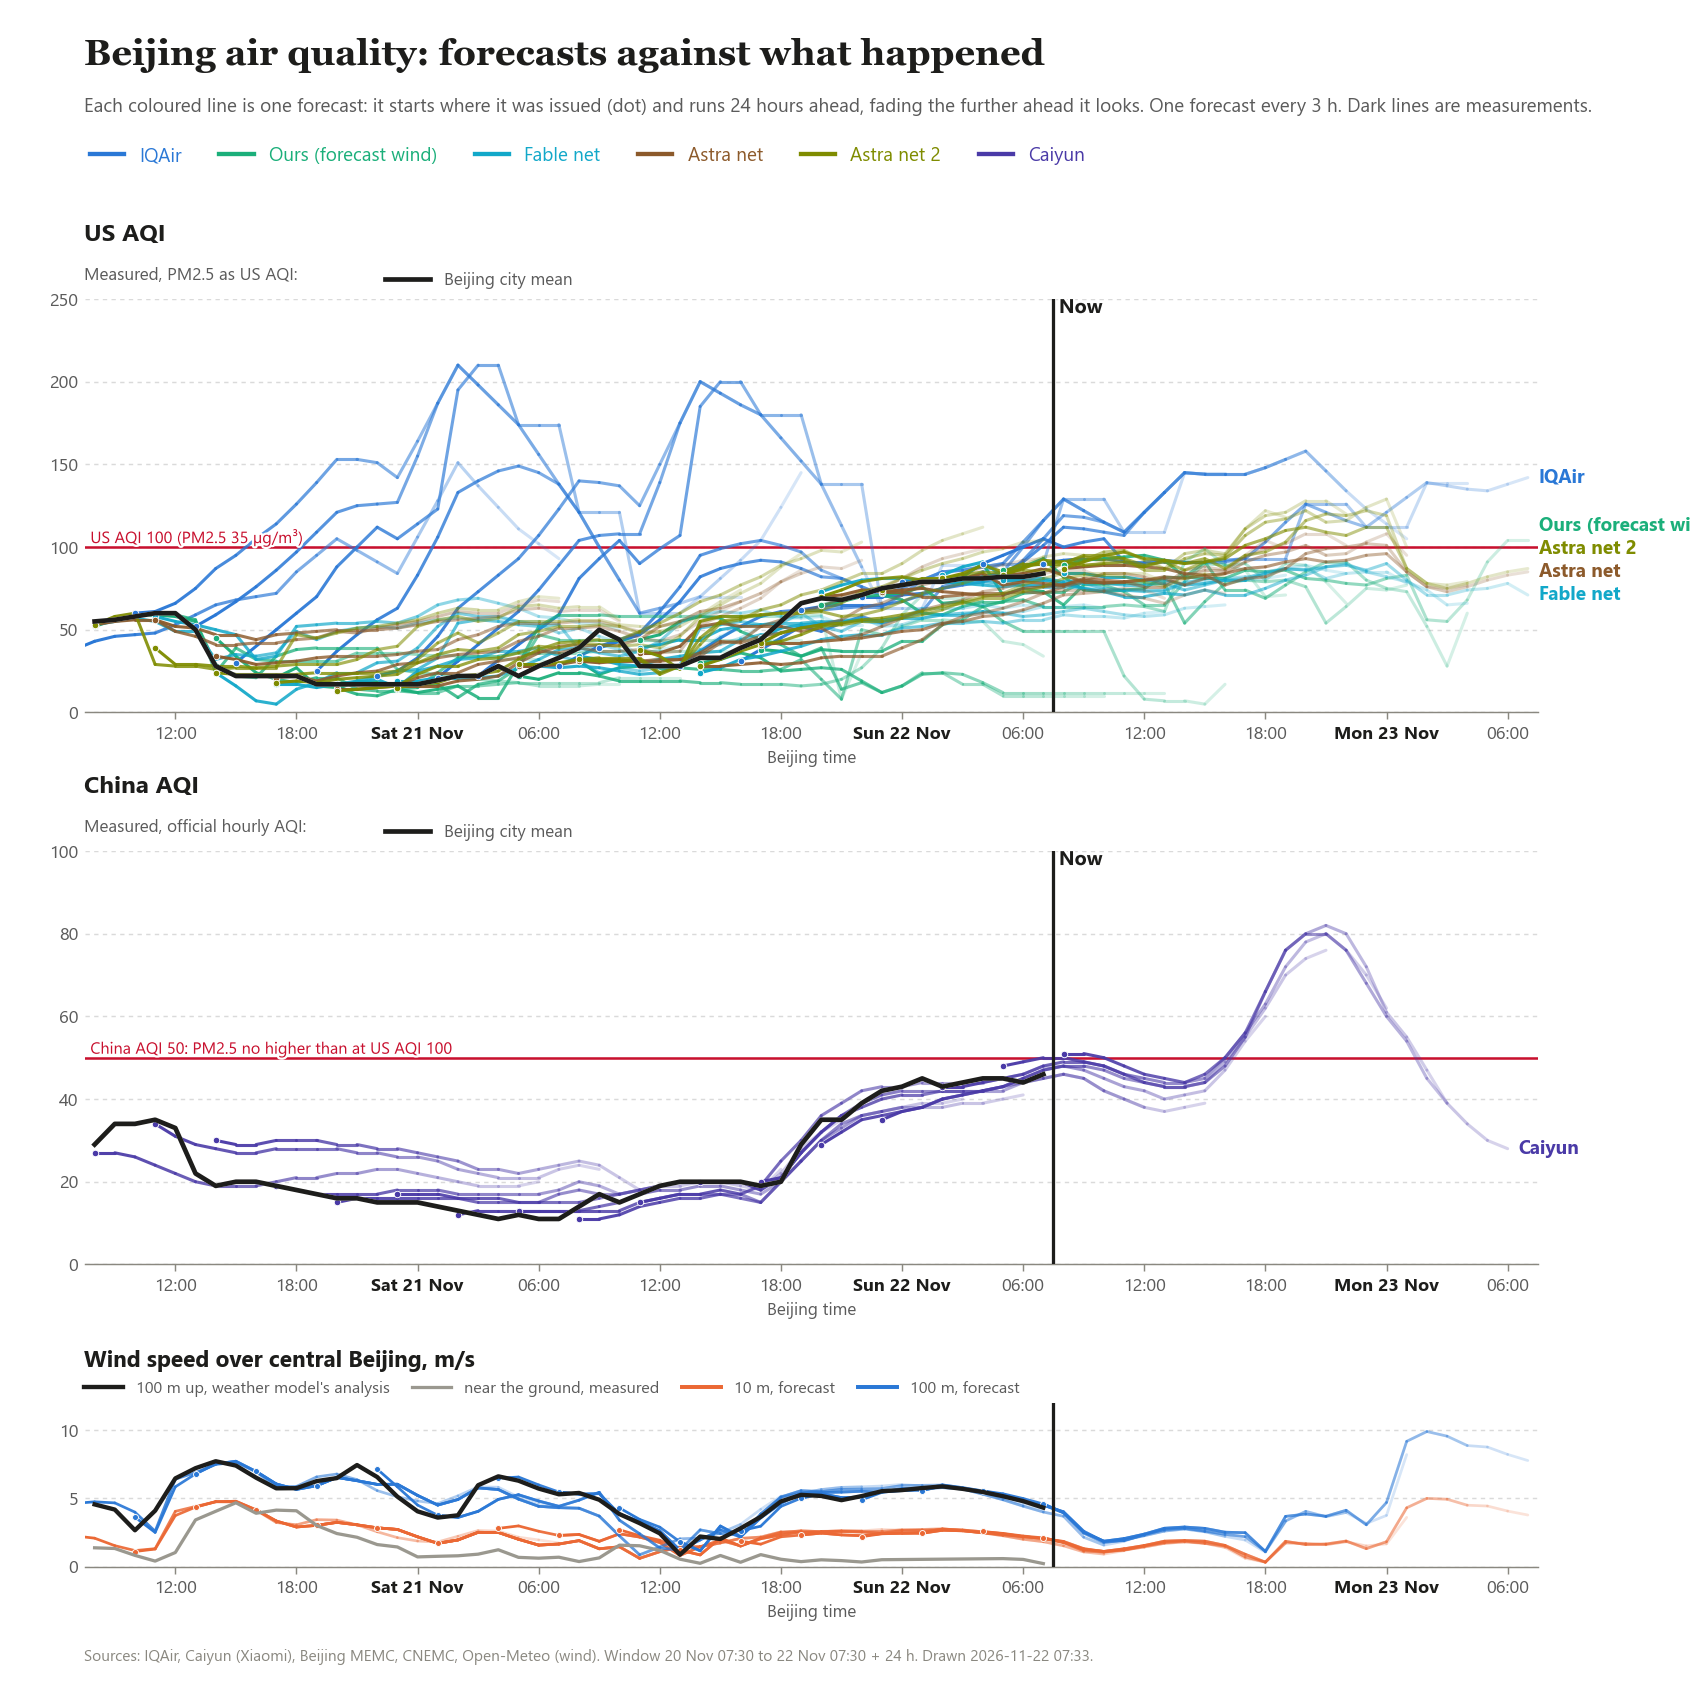 Beijing air quality: forecasts against what happened
Each coloured line is one forecast: it starts where it was issued (dot) and runs 24 hours ahead, fading the further ahead it looks. One forecast every 3 h. Dark lines are measurements.
IQAir Ours (forecast wind) Fable net Astra net Astra net 2 Caiyun
US AQI
Measured, PM2.5 as US AQI: Beijing city mean
250
Now
200
150
IQAir
US AQI 100 (PM2.5 35 µg/m³)
Ours (forecast wi
100
Astra net 2
Astra net
Fable net
50
0
12:00 18:00 Sat 21 Nov 06:00 12:00 18:00 Sun 22 Nov 06:00 12:00 18:00 Mon 23 Nov 06:00
Beijing time
China AQI
Measured, official hourly AQI: Beijing city mean
100
Now
80
60
China AQI 50: PM2.5 no higher than at US AQI 100
40
Caiyun
20
0
12:00 18:00 Sat 21 Nov 06:00 12:00 18:00 Sun 22 Nov 06:00 12:00 18:00 Mon 23 Nov 06:00
Beijing time
Wind speed over central Beijing, m/s
100 m up, weather model's analysis near the ground, measured 10 m, forecast 100 m, forecast
10
5
0
12:00 18:00 Sat 21 Nov 06:00 12:00 18:00 Sun 22 Nov 06:00 12:00 18:00 Mon 23 Nov 06:00
Beijing time
Sources: IQAir, Caiyun (Xiaomi), Beijing MEMC, CNEMC, Open-Meteo (wind). Window 20 Nov 07:30 to 22 Nov 07:30 + 24 h. Drawn 2026-11-22 07:33.